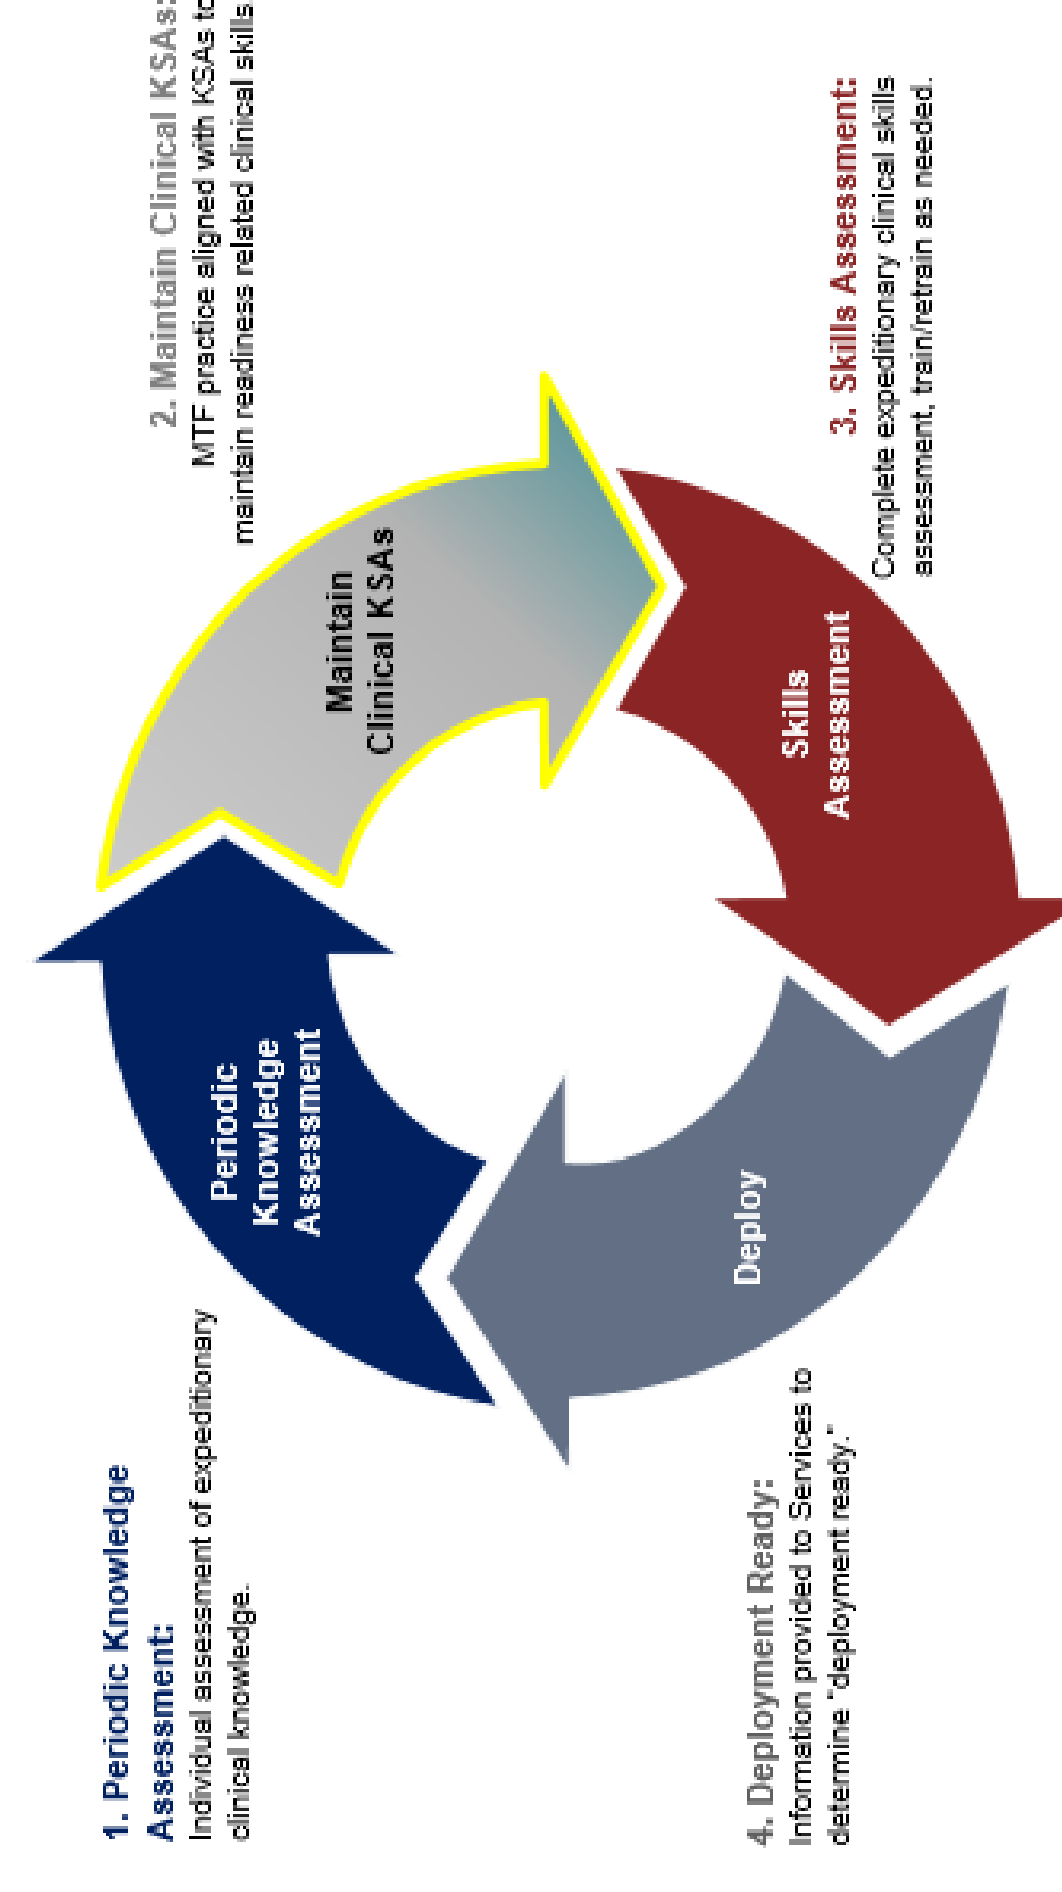 1. Periodic Knowledge
Assessment:
Individual assessment of expeditionary
clinical knowledge.
2. Maintain Clinical KSAs:
MTF practice aligned with KSAs to
maintain readiness related clinical skills.
Periodic
Knowledge
Assessment
Maintain
Clinical KSAs
Deploy
Skills
Assessment
4. Deployment Ready:
Information provided to Services to
determine "deployment ready."
3. Skills Assessment:
Complete expeditionary clinical skills
assessment, train/retrain as needed.